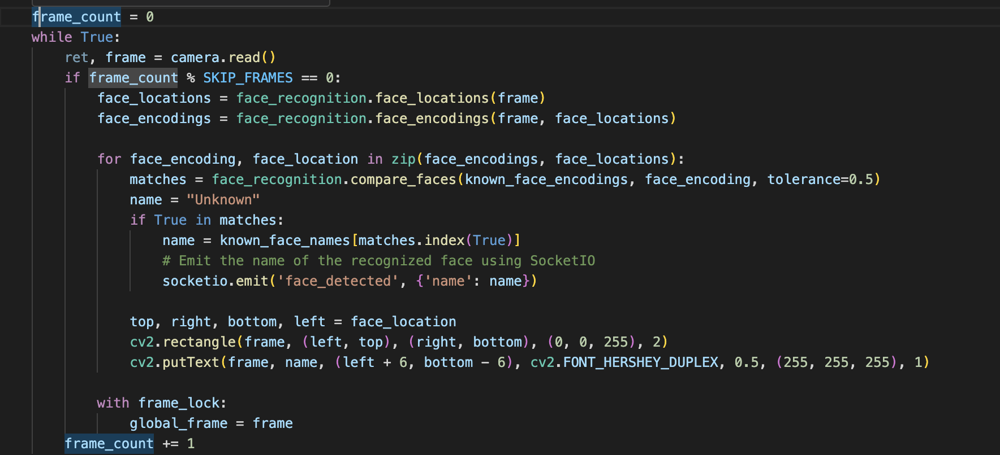 frame_count = 0
while True:
    ret, frame = camera.read()
    if frame_count % SKIP_FRAMES == 0:
        face_locations = face_recognition.face_locations(frame)
        face_encodings = face_recognition.face_encodings(frame, face_locations)

        for face_encoding, face_location in zip(face_encodings, face_locations):
            matches = face_recognition.compare_faces(known_face_encodings, face_encoding, tolerance=0.5)
            name = "Unknown"
            if True in matches:
                name = known_face_names[matches.index(True)]
                # Emit the name of the recognized face using SocketIO
                socketio.emit('face_detected', {'name': name})

            top, right, bottom, left = face_location
            cv2.rectangle(frame, (left, top), (right, bottom), (0, 0, 255), 2)
            cv2.putText(frame, name, (left + 6, bottom - 6), cv2.FONT_HERSHEY_DUPLEX, 0.5, (255, 255, 255), 1)

        with frame_lock:
            global_frame = frame
    frame_count += 1